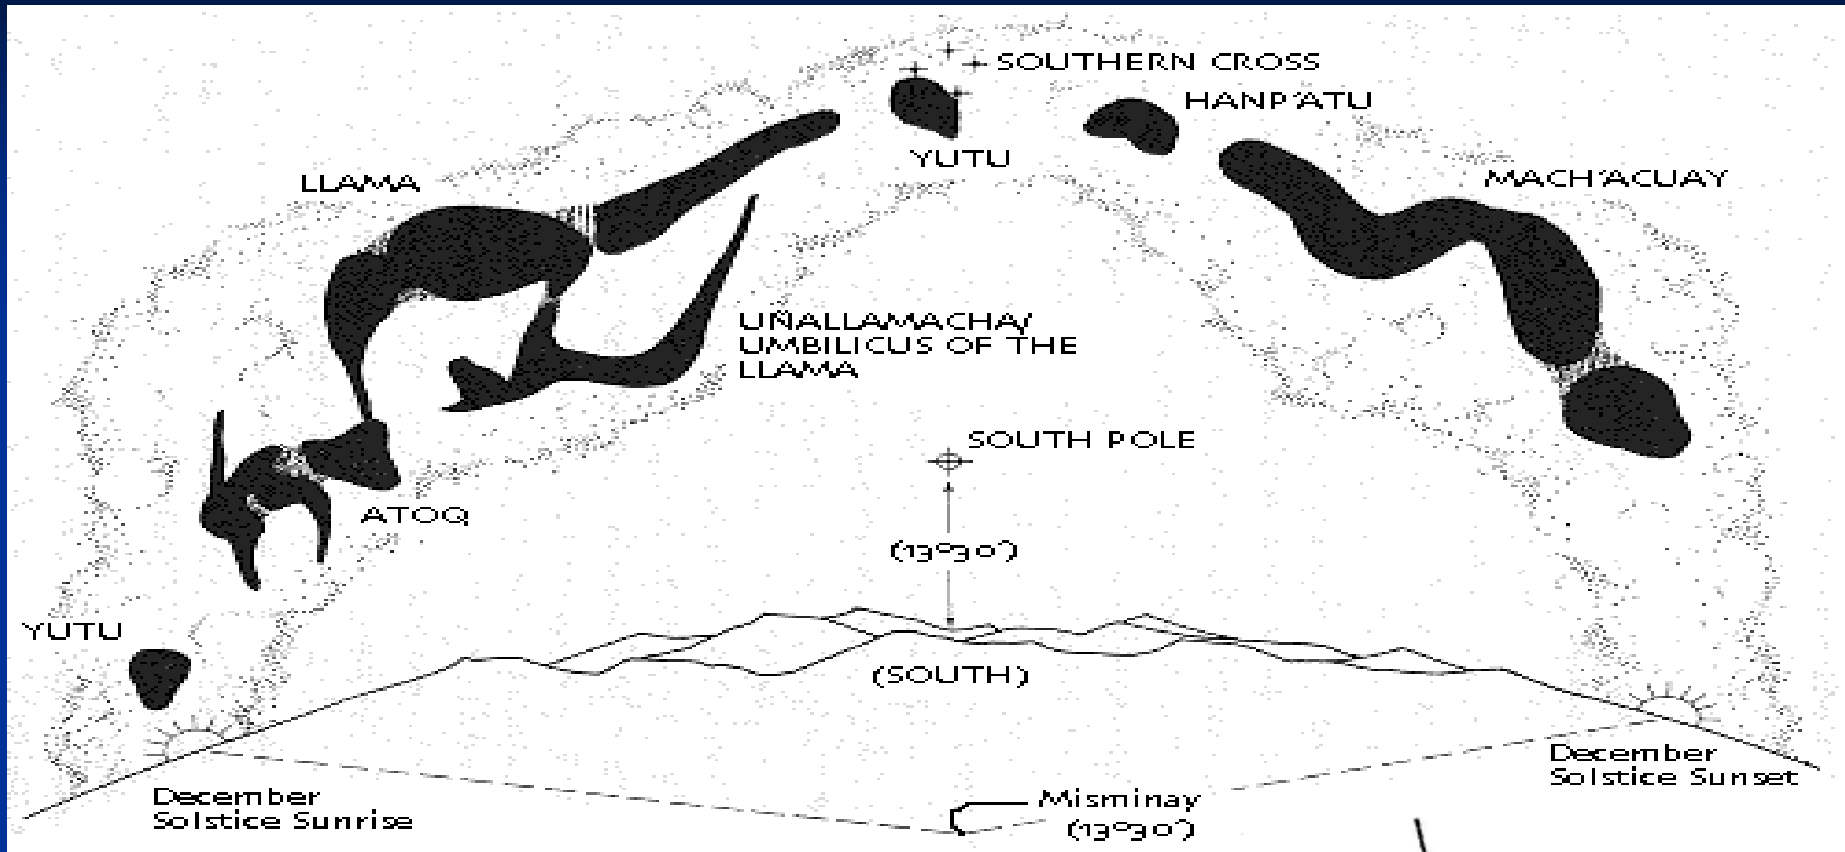 SOUTHERN CROSS
HANP'ATU
YUTU
LLAMA
MACH'ACUAY
UÑALLAMACHA/
UMBILICUS OF THE
LLAMA
SOUTH POLE
ATOQ
(13°30')
YUTU
(SOUTH)
December
Solstice Sunrise
Misminay
(13°30')
December
Solstice Sunset